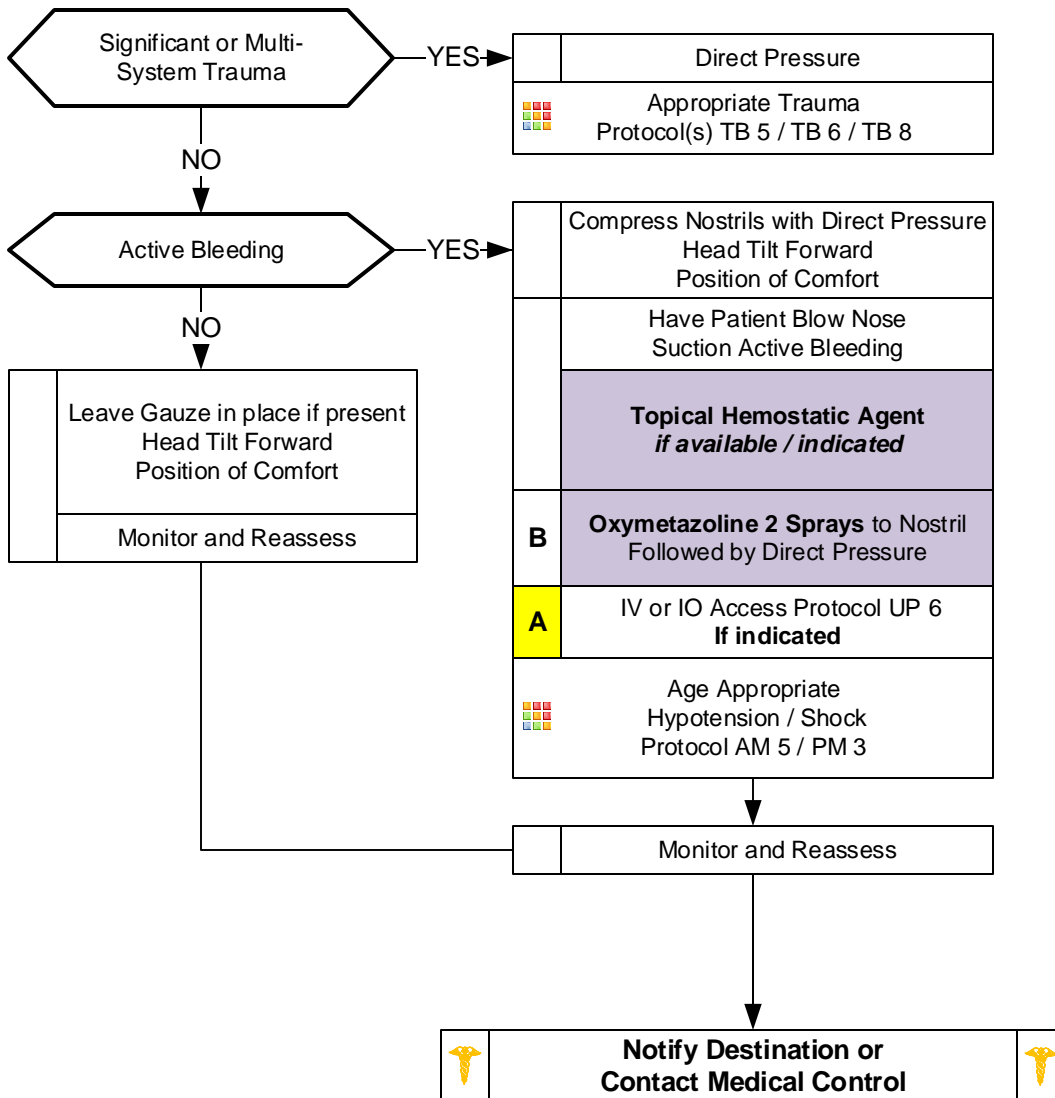 Significant or Multi-
System Trauma
YES
Direct Pressure
Appropriate Trauma
Protocol(s) TB 5 / TB 6 / TB 8
NO
Active Bleeding
YES
Compress Nostrils with Direct Pressure
Head Tilt Forward
Position of Comfort
Have Patient Blow Nose
Suction Active Bleeding
Topical Hemostatic Agent
if available / indicated
B
Oxymetazoline 2 Sprays to Nostril
Followed by Direct Pressure
A
IV or IO Access Protocol UP 6
If indicated
Age Appropriate
Hypotension / Shock
Protocol AM 5 / PM 3
NO
Leave Gauze in place if present
Head Tilt Forward
Position of Comfort
Monitor and Reassess
Monitor and Reassess
Notify Destination or
Contact Medical Control